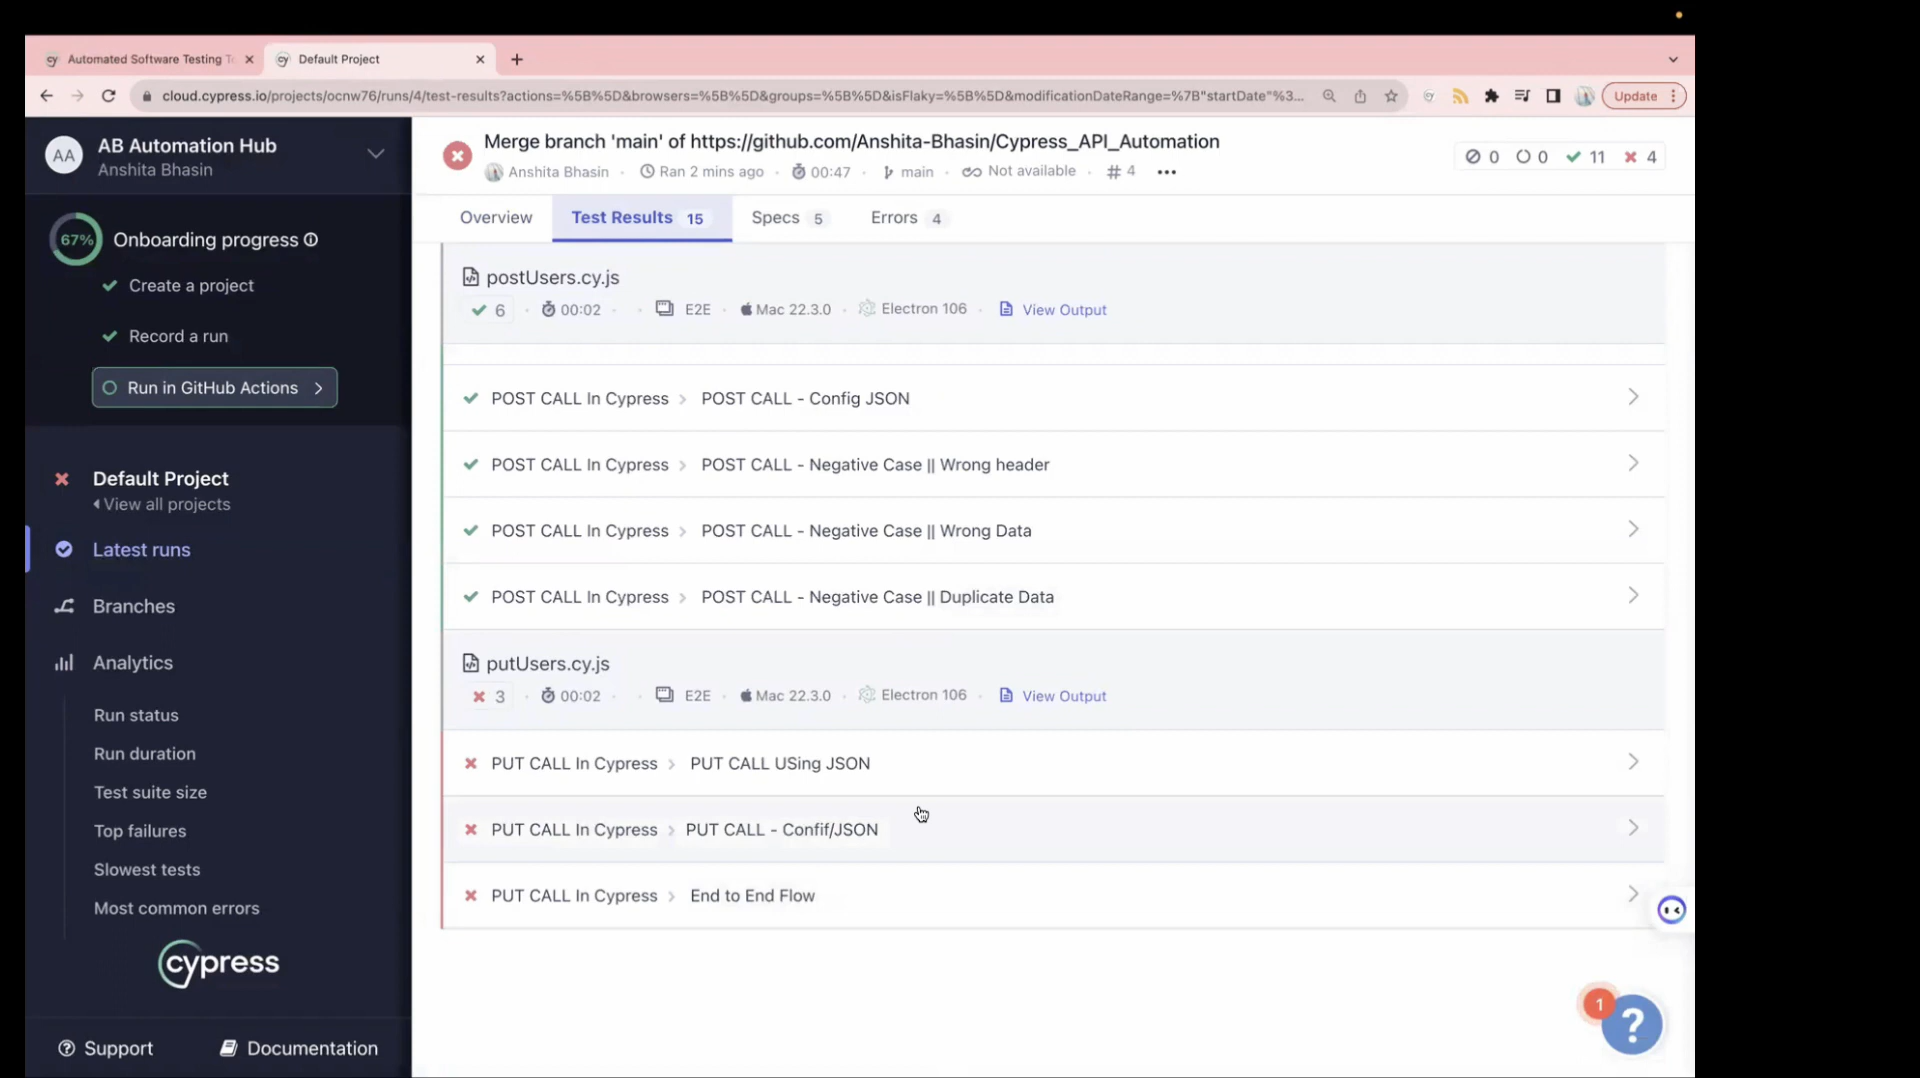 Automated Software Testing T
Default Project
cloud.cypress.io/projects/ocnw76/runs/4/test-results?actions=%5B%5D&browsers=%5B%5D&groups=%5B%5D&isFlaky=%5B%5D&modificationDateRange=%7B"startDate"%3...
Update
AA
AB Automation Hub
Anshita Bhasin
67%
Onboarding progress
Create a project
Record a run
Run in GitHub Actions
Default Project
View all projects
Latest runs
Branches
Analytics
Run status
Run duration
Test suite size
Top failures
Slowest tests
Most common errors
cypress
Support
Documentation
Merge branch 'main' of https://github.com/Anshita-Bhasin/Cypress_API_Automation
Anshita Bhasin Ran 2 mins ago 00:47 main Not available # 4
0 0 11 4
Overview Test Results 15 Specs 5 Errors 4
postUsers.cy.js
6 00:02 E2E Mac 22.3.0 Electron 106 View Output
POST CALL In Cypress > POST CALL - Config JSON
POST CALL In Cypress > POST CALL - Negative Case || Wrong header
POST CALL In Cypress > POST CALL - Negative Case || Wrong Data
POST CALL In Cypress > POST CALL - Negative Case || Duplicate Data
putUsers.cy.js
3 00:02 E2E Mac 22.3.0 Electron 106 View Output
PUT CALL In Cypress > PUT CALL USing JSON
PUT CALL In Cypress > PUT CALL - Confif/JSON
PUT CALL In Cypress > End to End Flow
1
?